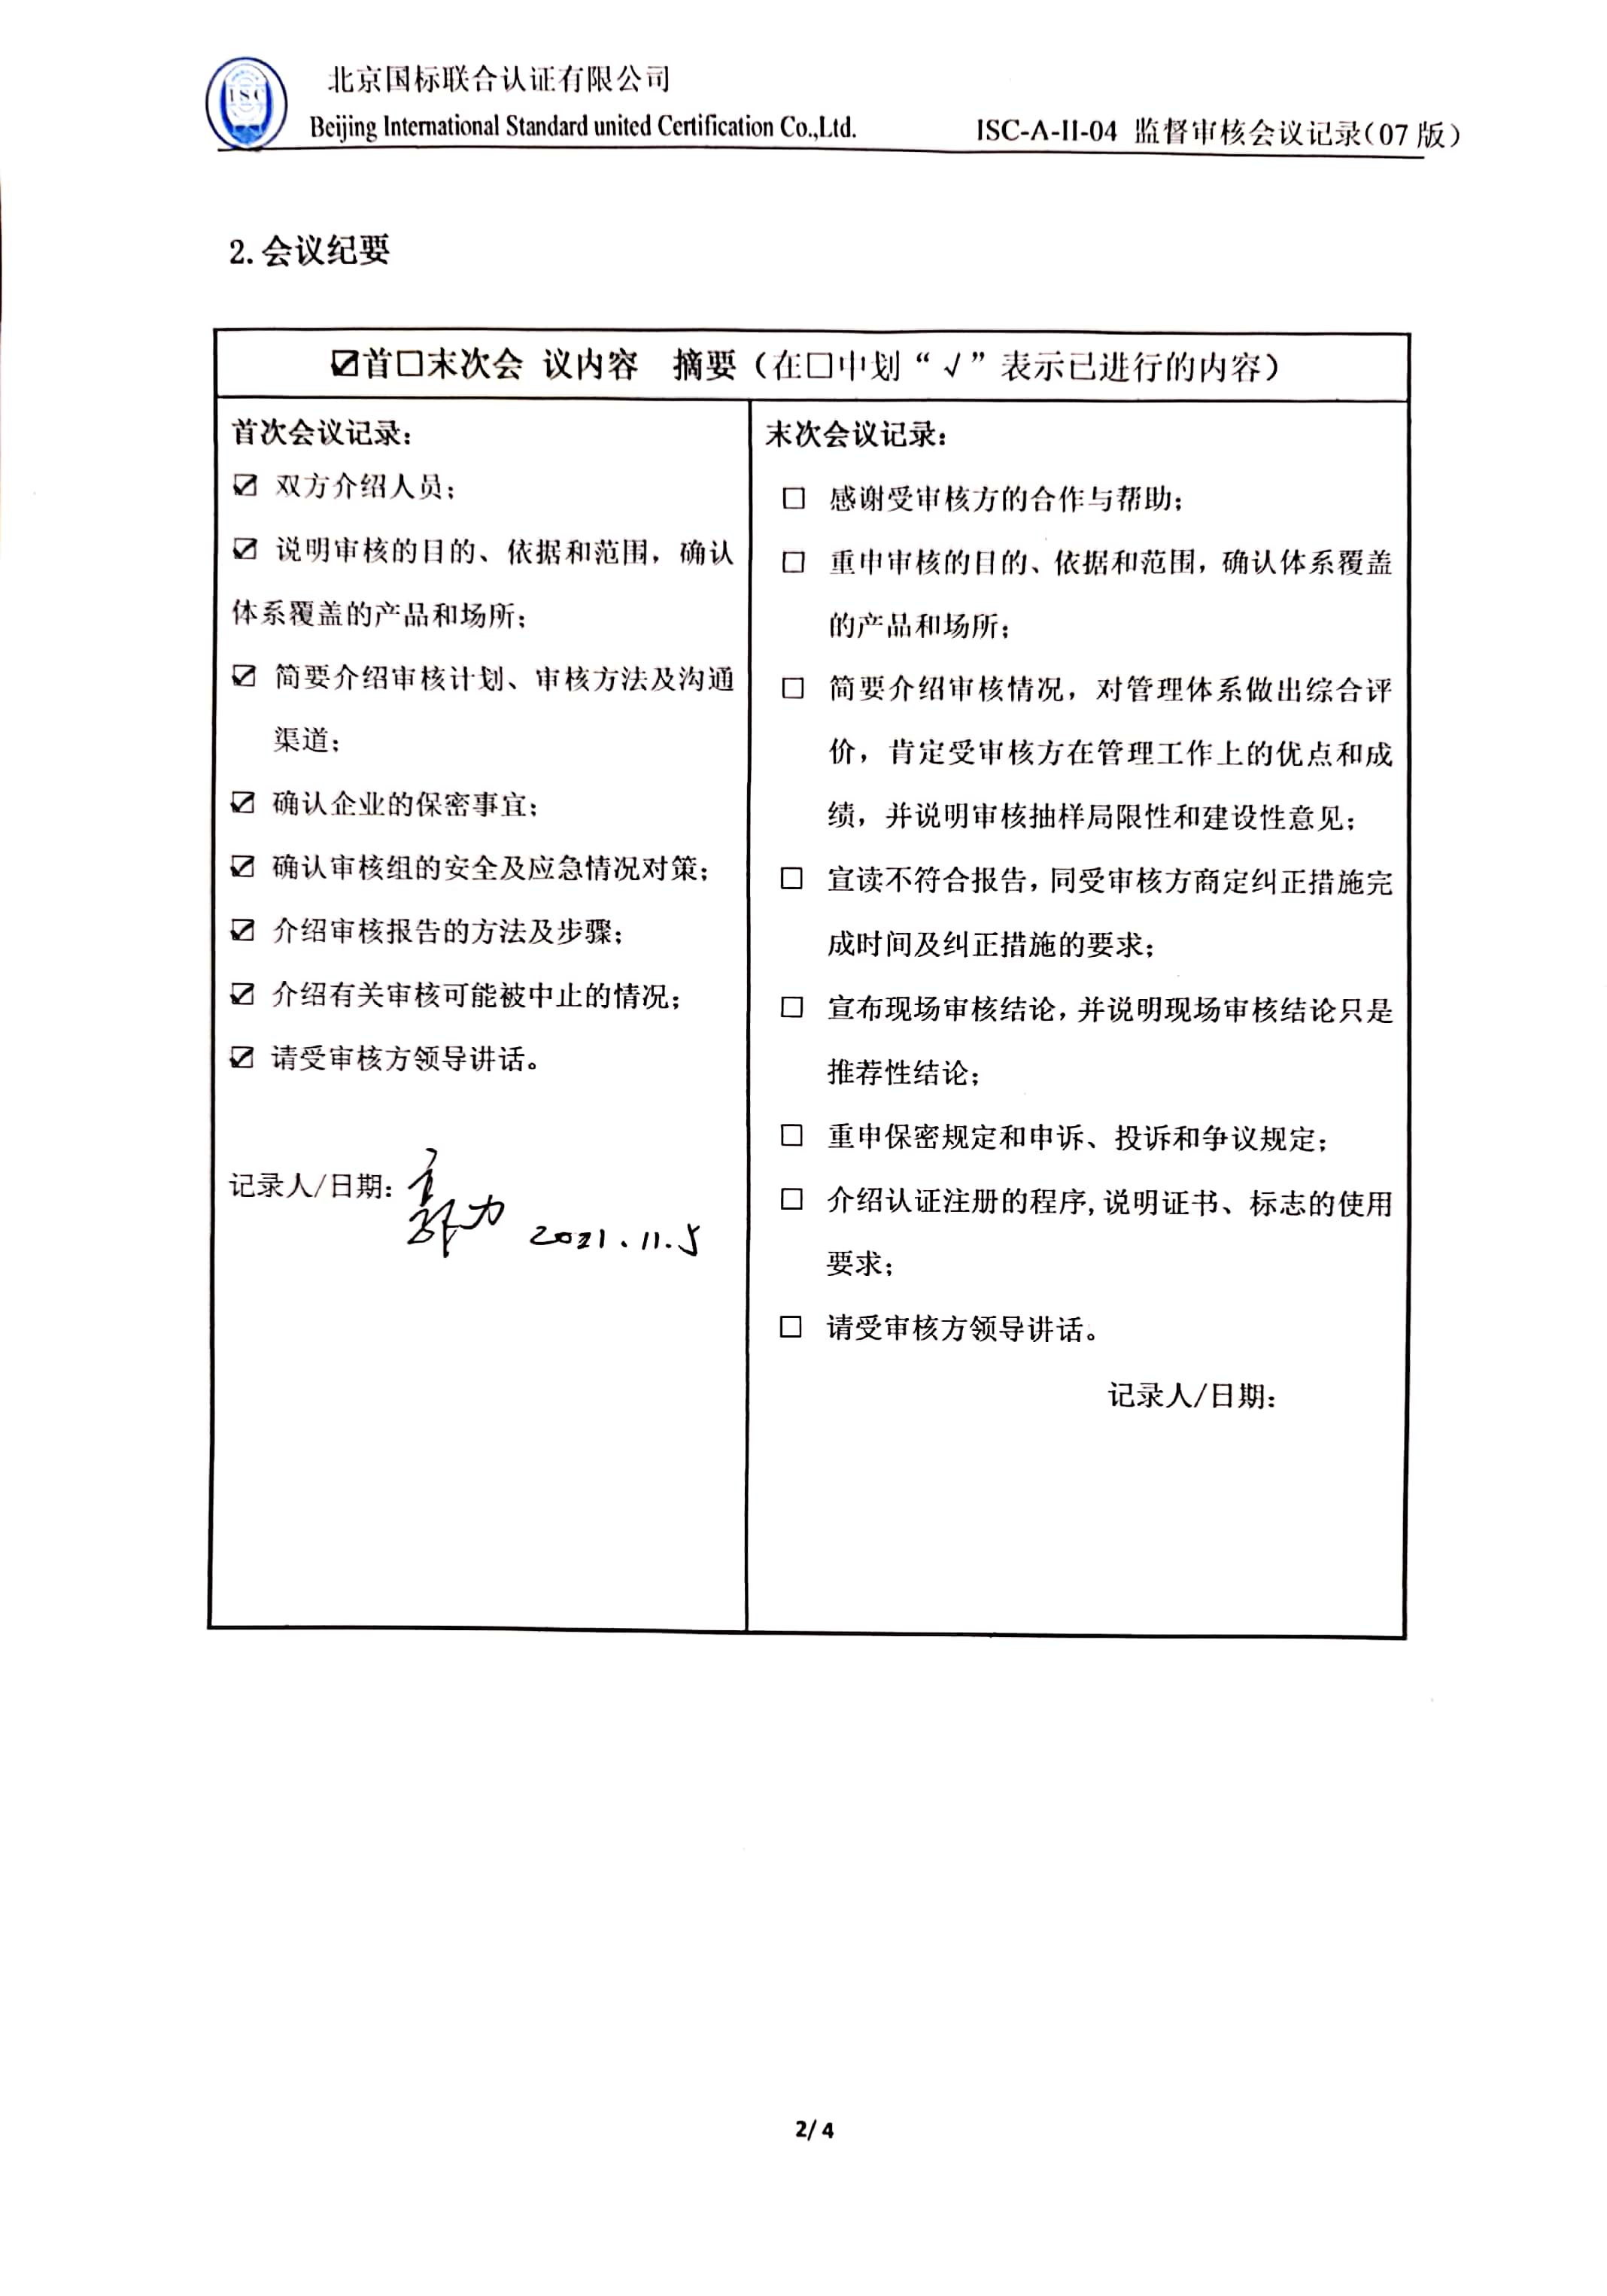 北京国标联合认证有限公司
Beijing International Standard united Certification Co.,Ltd.
ISC-A-II-04 监督审核会议记录(07版)
ISC
2.会议纪要
☑首☐末次会 议内容 摘要（在☐中划“√”表示已进行的内容）
首次会议记录：
☑ 双方介绍人员；
☑ 说明审核的目的、依据和范围，确认
体系覆盖的产品和场所；
☑ 简要介绍审核计划、审核方法及沟通
渠道；
☑ 确认企业的保密事宜；
☑ 确认审核组的安全及应急情况对策；
☑ 介绍审核报告的方法及步骤；
☑ 介绍有关审核可能被中止的情况；
☑ 请受审核方领导讲话。
记录人/日期：郭力 2021.11.5
末次会议记录：
☐ 感谢受审核方的合作与帮助；
☐ 重申审核的目的、依据和范围，确认体系覆盖
的产品和场所；
☐ 简要介绍审核情况，对管理体系做出综合评
价，肯定受审核方在管理工作上的优点和成
绩，并说明审核抽样局限性和建设性意见；
☐ 宣读不符合报告，同受审核方商定纠正措施完
成时间及纠正措施的要求；
☐ 宣布现场审核结论，并说明现场审核结论只是
推荐性结论；
☐ 重申保密规定和申诉、投诉和争议规定；
☐ 介绍认证注册的程序，说明证书、标志的使用
要求；
☐ 请受审核方领导讲话。
记录人/日期：
2/4